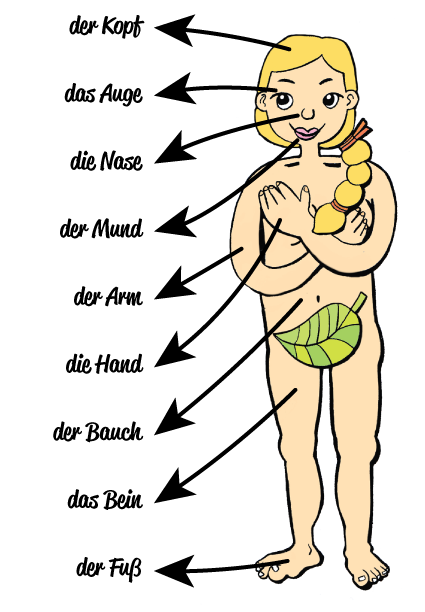 der Kopf
das Auge
die Nase
der Mund
der Arm
die Hand
der Bauch
das Bein
der Fuß